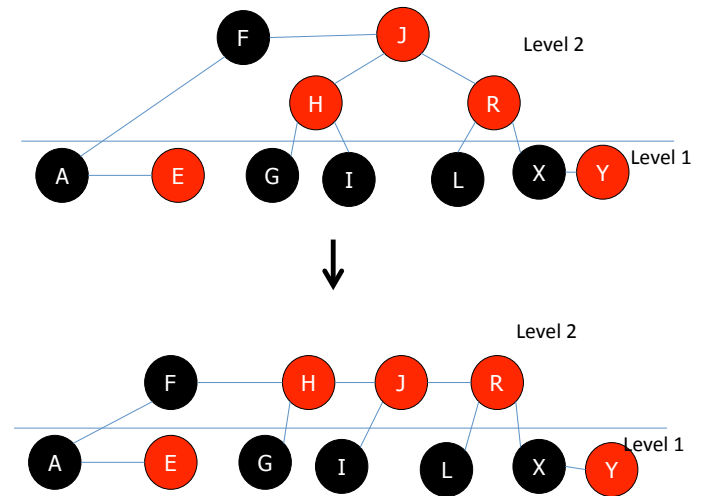 F J
Level 2
H R
A E G I L X Y Level 1
Level 2
F H J R
Level 1
A E G I L X Y